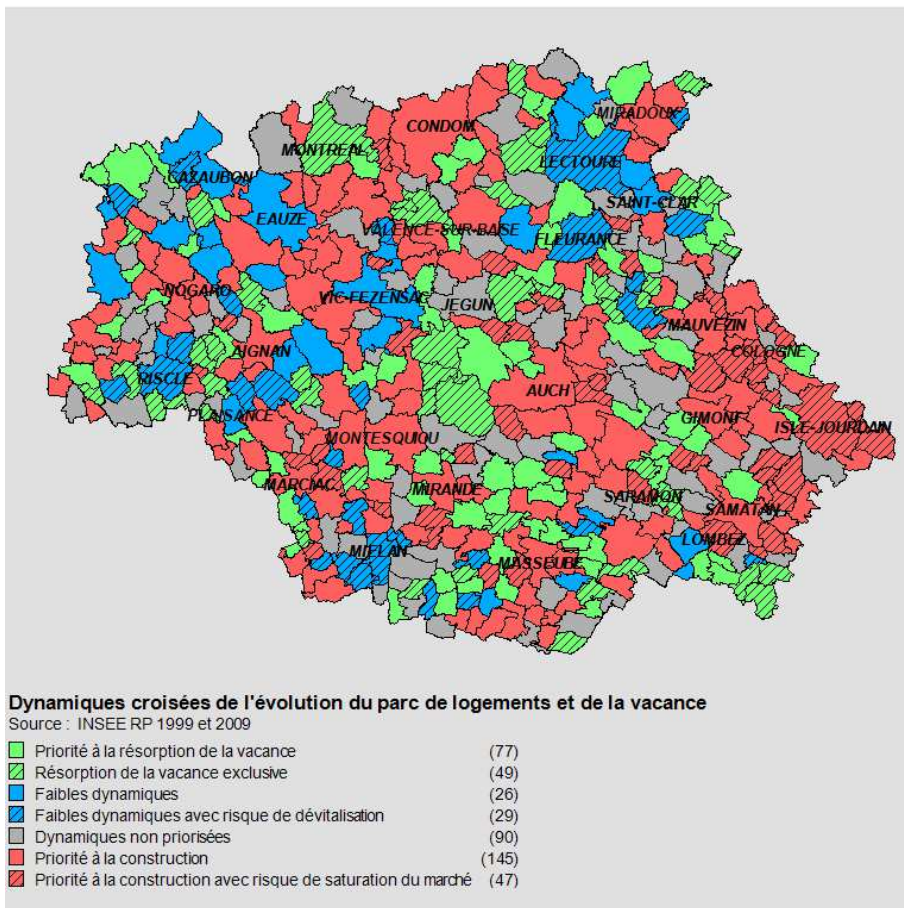 CONDOM
MIRADOUX
MONTREAL
LECTOURE
CAZAUBON
SAINT-CLAR
EAUZE
VALENCE-SUR-BAISE
FLEURANCE
NOGARO
VIC-FEZENSAC
JEGUN
MAUVEZIN
AIGNAN
COLOGNE
RISCLE
AUCH
PLAISANCE
GIMONT
ISLE-JOURDAIN
MONTESQUIOU
MARCIAC
MIRANDE
SARAMON
SAMATAN
LOMBEZ
MIELAN
MASSEUBE
Dynamiques croisées de l'évolution du parc de logements et de la vacance
Source : INSEE RP 1999 et 2009
Priorité à la résorption de la vacance (77)
Résorption de la vacance exclusive (49)
Faibles dynamiques (26)
Faibles dynamiques avec risque de dévitalisation (29)
Dynamiques non priorisées (90)
Priorité à la construction (145)
Priorité à la construction avec risque de saturation du marché (47)